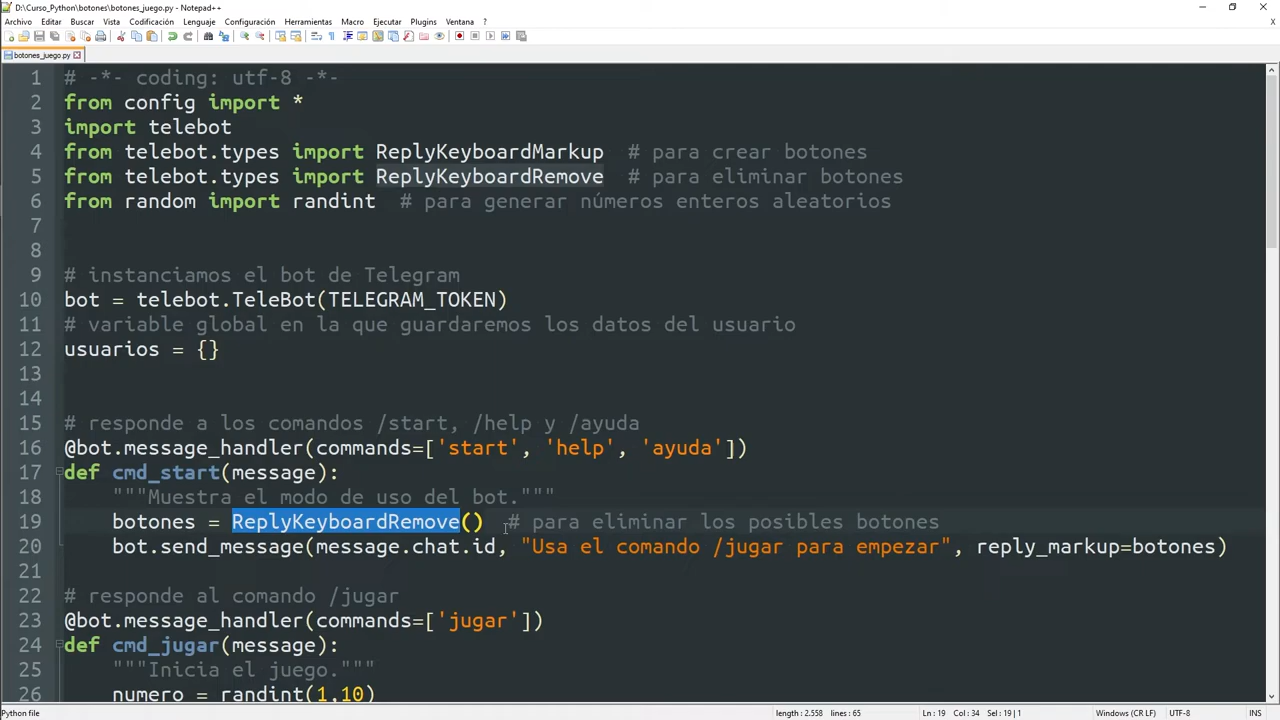 D:\Curso_Python\botones\botones_juego.py - Notepad++
Archivo Editar Buscar Vista Codificación Lenguaje Configuración Herramientas Macro Ejecutar Plugins Ventana ?
botones_juego.py
1 # -*- coding: utf-8 -*-
2 from config import *
3 import telebot
4 from telebot.types import ReplyKeyboardMarkup # para crear botones
5 from telebot.types import ReplyKeyboardRemove # para eliminar botones
6 from random import randint # para generar números enteros aleatorios
7
8
9 # instanciamos el bot de Telegram
10 bot = telebot.TeleBot(TELEGRAM_TOKEN)
11 # variable global en la que guardaremos los datos del usuario
12 usuarios = {}
13
14
15 # responde a los comandos /start, /help y /ayuda
16 @bot.message_handler(commands=['start', 'help', 'ayuda'])
17 def cmd_start(message):
18 """Muestra el modo de uso del bot."""
19 botones = ReplyKeyboardRemove() # para eliminar los posibles botones
20 bot.send_message(message.chat.id, "Usa el comando /jugar para empezar", reply_markup=botones)
21
22 # responde al comando /jugar
23 @bot.message_handler(commands=['jugar'])
24 def cmd_jugar(message):
25 """Inicia el juego."""
26 numero = randint(1,10)
Python file length : 2.558 lines : 65 Ln : 19 Col : 34 Sel : 19 | 1 Windows (CR LF) UTF-8 INS